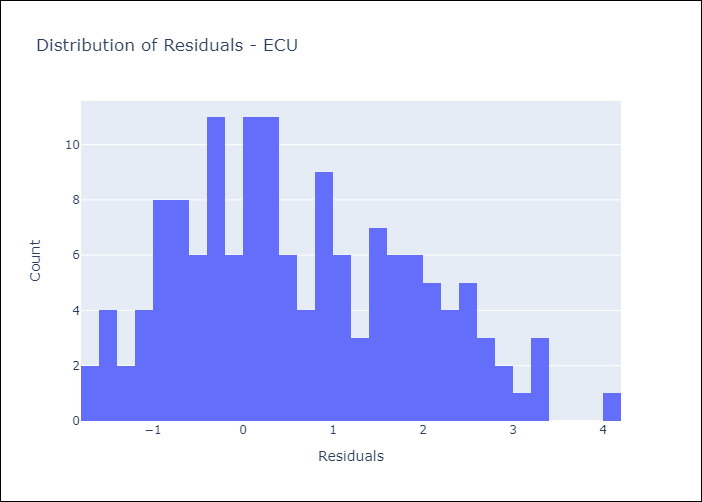 Distribution of Residuals - ECU
10
8
6
4
2
0
Count
−1 0 1 2 3 4
Residuals